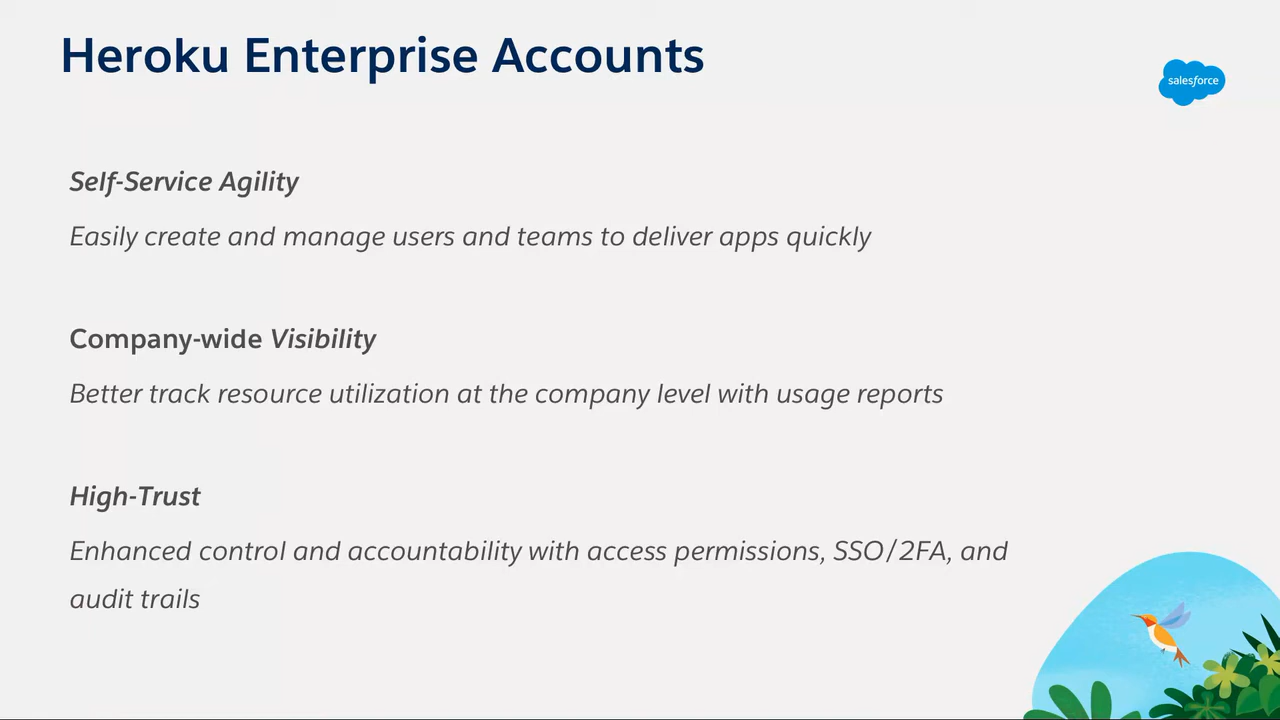 Heroku Enterprise Accounts
salesforce
Self-Service Agility
Easily create and manage users and teams to deliver apps quickly
Company-wide Visibility
Better track resource utilization at the company level with usage reports
High-Trust
Enhanced control and accountability with access permissions, SSO/2FA, and
audit trails